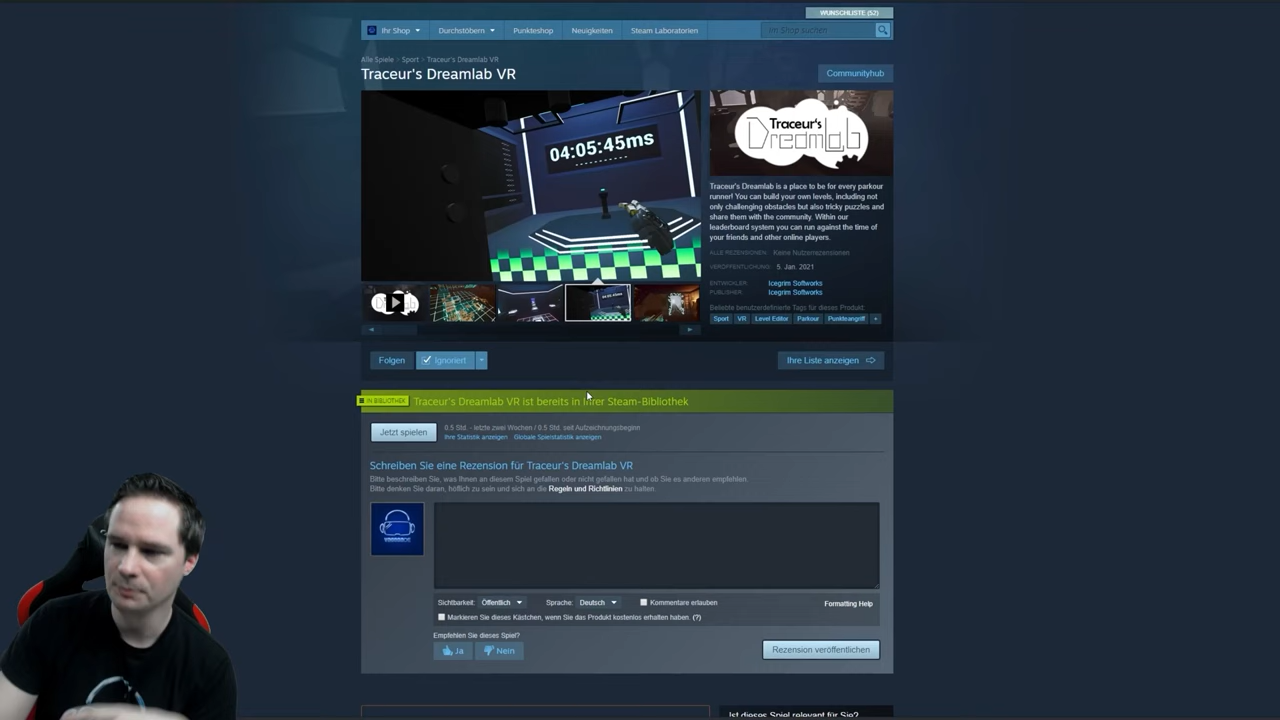 WUNSCHLISTE (52)
Ihr Shop
Durchstöbern
Punkteshop
Neuigkeiten
Steam Laboratorien
Im Shop suchen
Alle Spiele > Sport > Traceur's Dreamlab VR
Traceur's Dreamlab VR
Communityhub
04:05:45ms
Traceur's
DreamLab
Traceur's Dreamlab is a place to be for every parkour
runner! You can build your own levels, including not
only challenging obstacles but also tricky puzzles and
share them with the community. Within our
leaderboard system you can run against the time of
your friends and other online players.
ALLE REZENSIONEN: Keine Nutzerrezensionen
VERÖFFENTLICHUNG: 5. Jan. 2021
ENTWICKLER: Icegrim Softworks
PUBLISHER: Icegrim Softworks
Beliebte benutzerdefinierte Tags für dieses Produkt:
Sport VR Level Editor Parkour Punkteangriff +
Folgen
Ignoriert
Ihre Liste anzeigen
IN BIBLIOTHEK
Traceur's Dreamlab VR ist bereits in Ihrer Steam-Bibliothek
Jetzt spielen
0.5 Std. - letzte zwei Wochen / 0.5 Std. seit Aufzeichnungsbeginn
Ihre Statistik anzeigen Globale Spielstatistik anzeigen
Schreiben Sie eine Rezension für Traceur's Dreamlab VR
Bitte beschreiben Sie, was Ihnen an diesem Spiel gefallen oder nicht gefallen hat und ob Sie es anderen empfehlen.
Bitte denken Sie daran, höflich zu sein und sich an die Regeln und Richtlinien zu halten.
Sichtbarkeit: Öffentlich
Sprache: Deutsch
Kommentare erlauben
Formatting Help
Markieren Sie dieses Kästchen, wenn Sie das Produkt kostenlos erhalten haben. (?)
Empfehlen Sie dieses Spiel?
Ja
Nein
Rezension veröffentlichen
Ist dieses Spiel relevant für Sie?